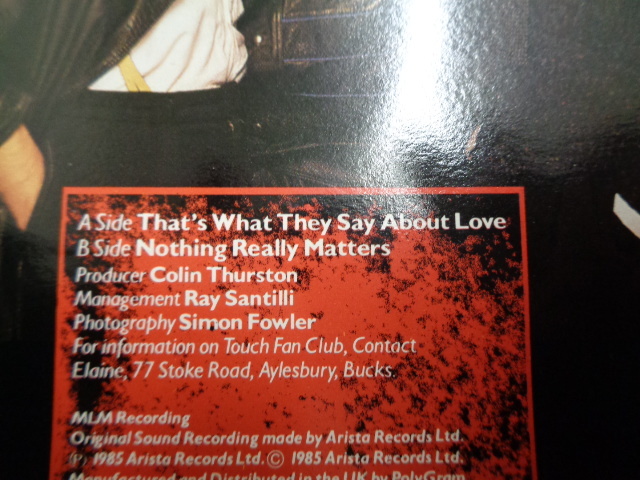 A Side That's What They Say About Love
B Side Nothing Really Matters
Producer Colin Thurston
Management Ray Santilli
Photography Simon Fowler
For information on Touch Fan Club, Contact
Elaine, 77 Stoke Road, Aylesbury, Bucks.
MLM Recording
Original Sound Recording made by Arista Records Ltd.
Ⓟ 1985 Arista Records Ltd. © 1985 Arista Records Ltd.
Manufactured and Distributed in the UK by PolyGram